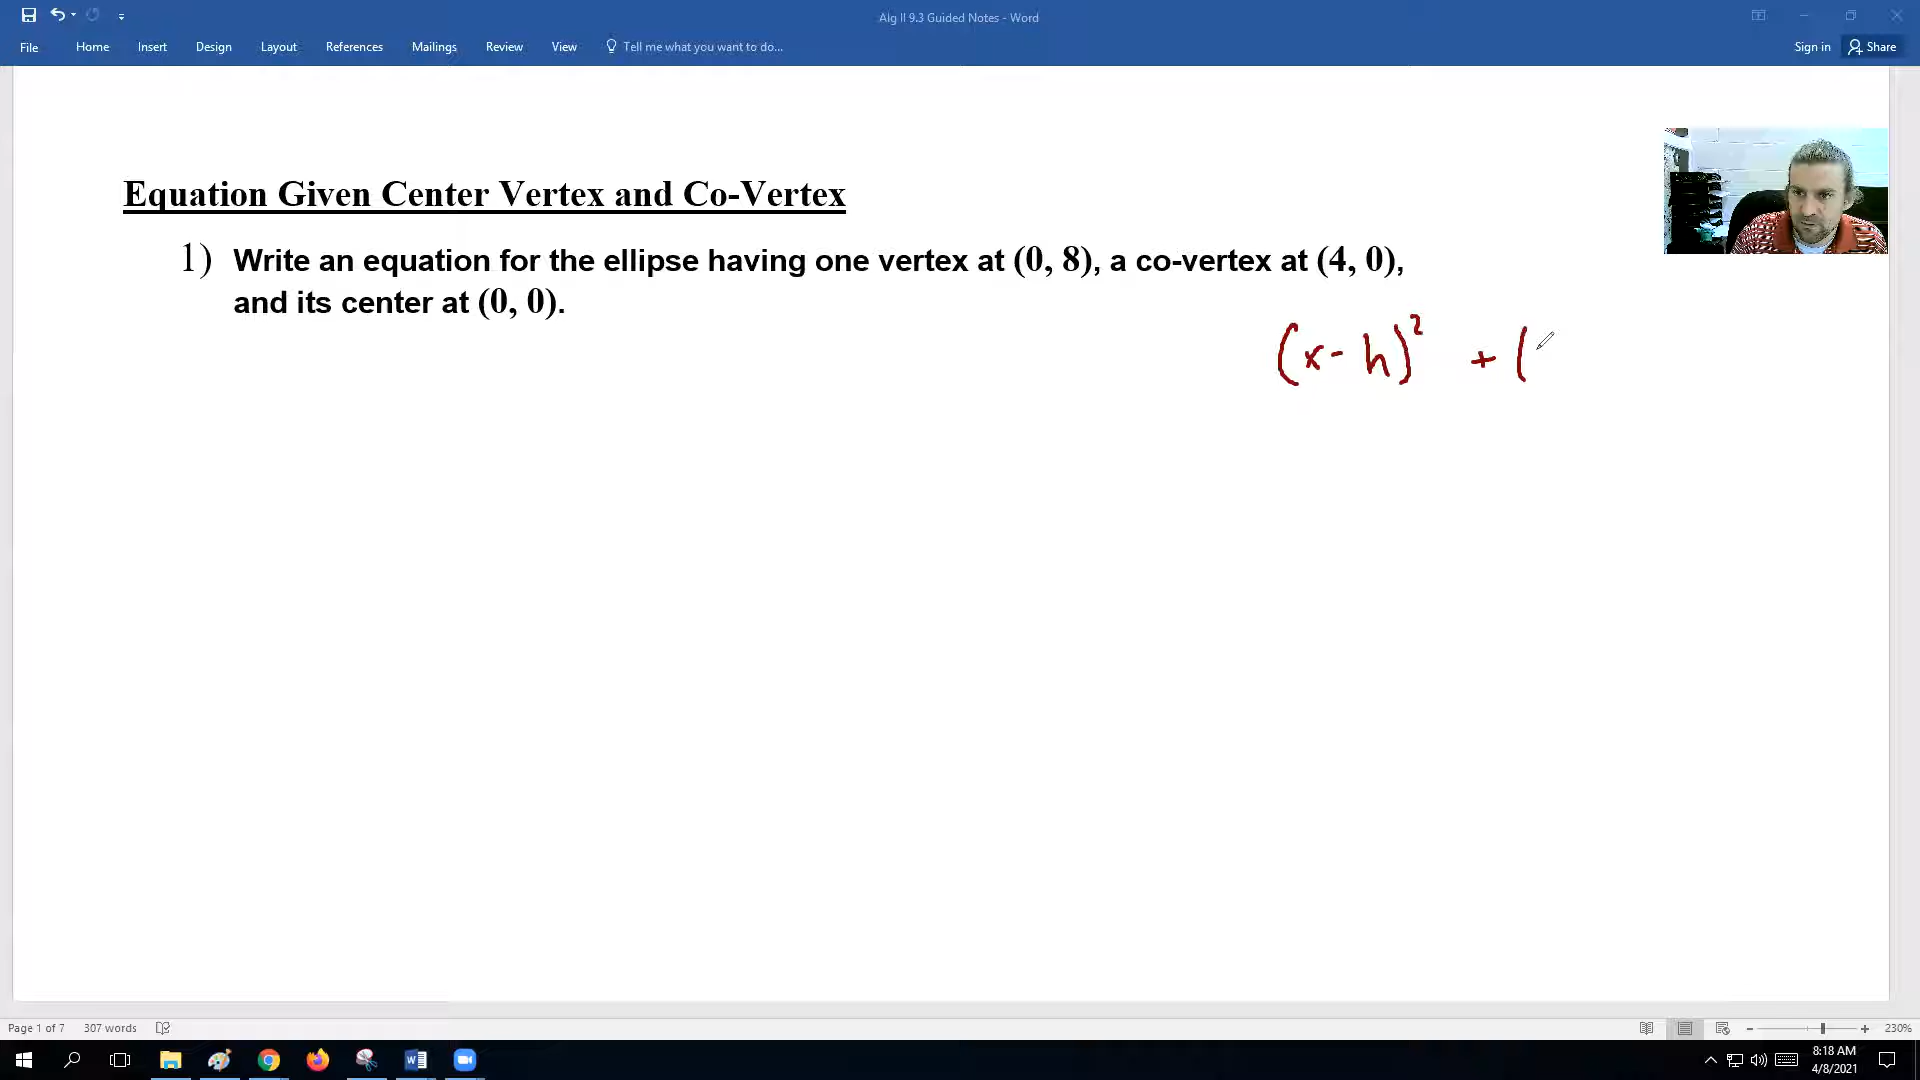 Alg II 9.3 Guided Notes - Word
File Home Insert Design Layout References Mailings Review View Tell me what you want to do... Sign in Share
Equation Given Center Vertex and Co-Vertex
1) Write an equation for the ellipse having one vertex at (0, 8), a co-vertex at (4, 0),
and its center at (0, 0).
(x - h)² + (
Page 1 of 7 307 words 230%
8:18 AM
4/8/2021